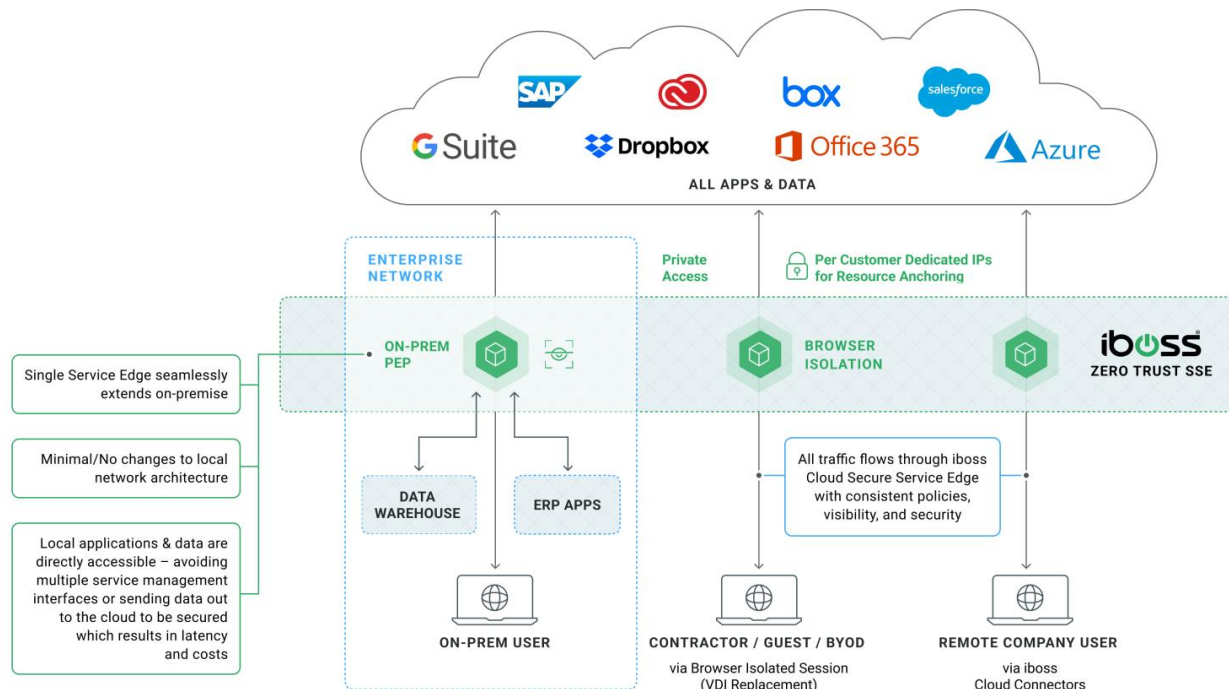 SAP
box
salesforce
G Suite
Dropbox
Office 365
Azure
ALL APPS & DATA
ENTERPRISE
NETWORK
Private
Access
Per Customer Dedicated IPs
for Resource Anchoring
ON-PREM
PEP
BROWSER
ISOLATION
iboss
ZERO TRUST SSE
Single Service Edge seamlessly
extends on-premise
Minimal/No changes to local
network architecture
Local applications & data are
directly accessible – avoiding
multiple service management
interfaces or sending data out
to the cloud to be secured
which results in latency
and costs
DATA
WAREHOUSE
ERP APPS
All traffic flows through iboss
Cloud Secure Service Edge
with consistent policies,
visibility, and security
ON-PREM USER
CONTRACTOR / GUEST / BYOD
via Browser Isolated Session
(VDI Replacement)
REMOTE COMPANY USER
via iboss
Cloud Connectors